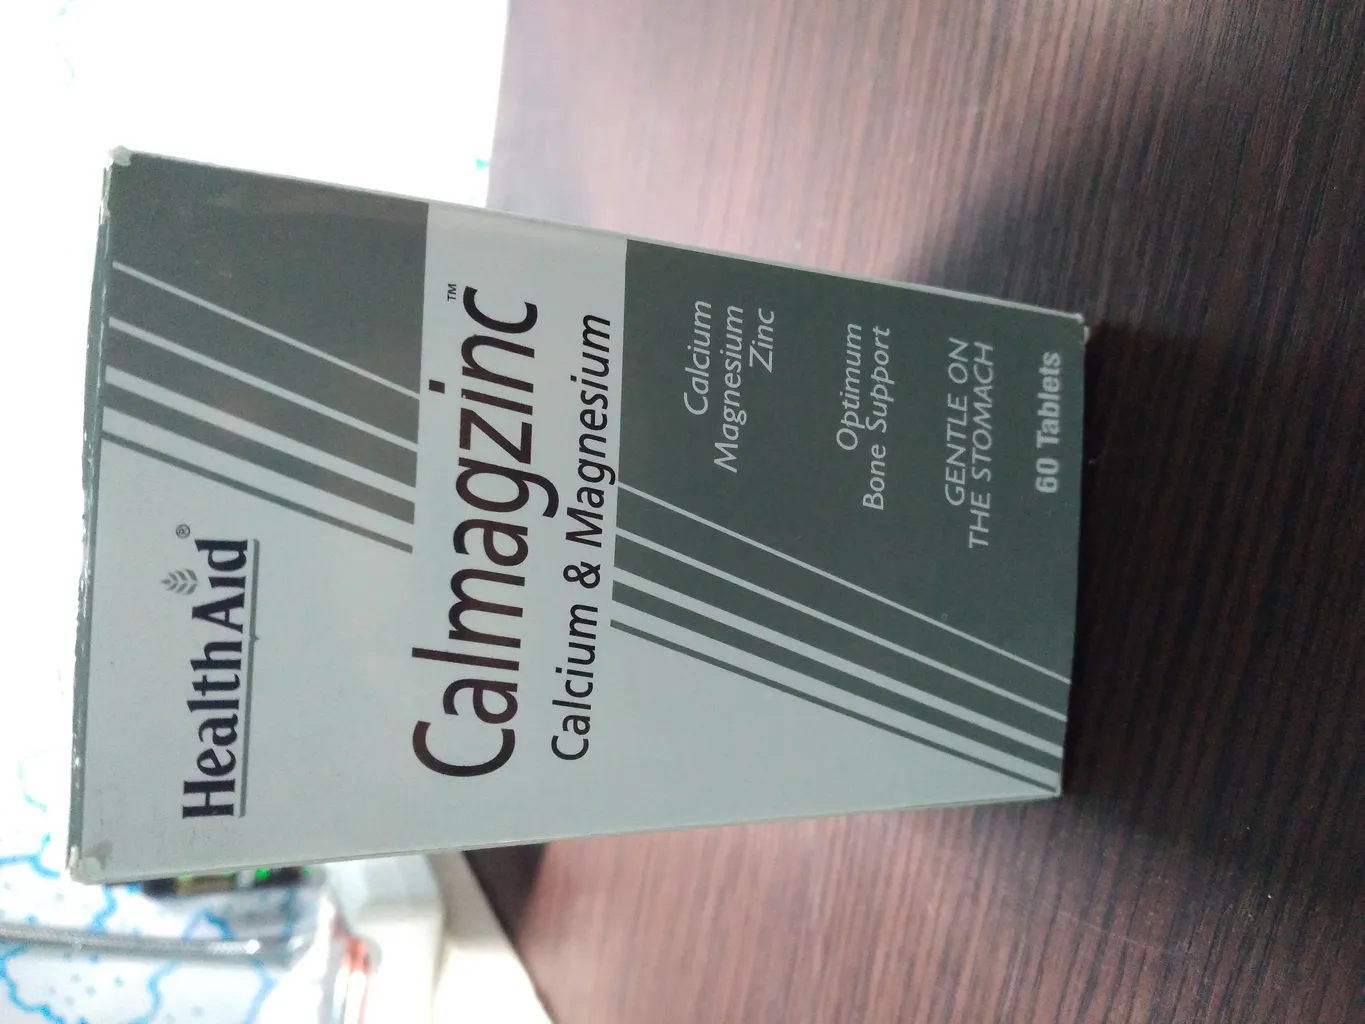 HealthAid®
Calmagzinc™
Calcium & Magnesium
Calcium
Magnesium
Zinc
Optimum
Bone Support
GENTLE ON
THE STOMACH
60 Tablets